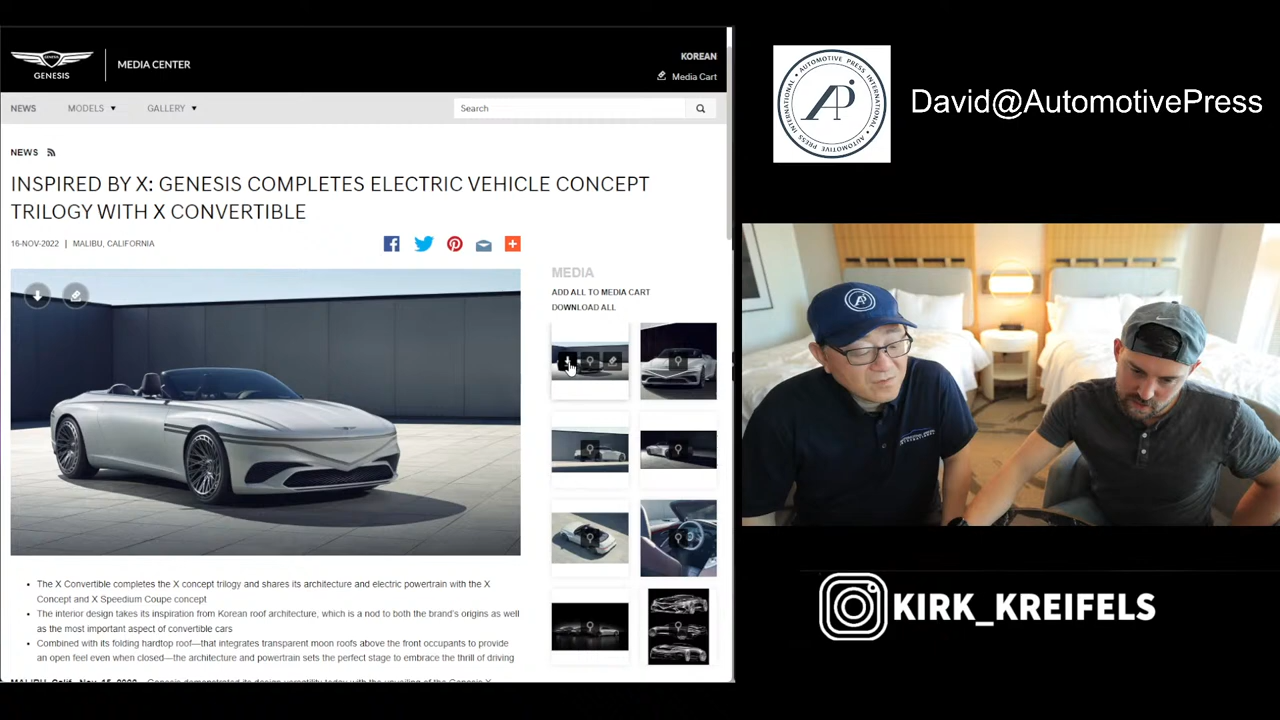 GENESIS
GENESIS
MEDIA CENTER
KOREAN
Media Cart
NEWS
MODELS
GALLERY
Search
NEWS
INSPIRED BY X: GENESIS COMPLETES ELECTRIC VEHICLE CONCEPT
TRILOGY WITH X CONVERTIBLE
16-NOV-2022 | MALIBU, CALIFORNIA
MEDIA
ADD ALL TO MEDIA CART
DOWNLOAD ALL
The X Convertible completes the X concept trilogy and shares its architecture and electric powertrain with the X
Concept and X Speedium Coupe concept
The interior design takes its inspiration from Korean roof architecture, which is a nod to both the brand's origins as well
as the most important aspect of convertible cars
Combined with its folding hardtop roof—that integrates transparent moon roofs above the front occupants to provide
an open feel even when closed—the architecture and powertrain sets the perfect stage to embrace the thrill of driving
AUTOMOTIVE PRESS INTERNATIONAL
AUTOMOTIVE PRESS INTERNATIONAL
API
David@AutomotivePress
KIRK_KREIFELS